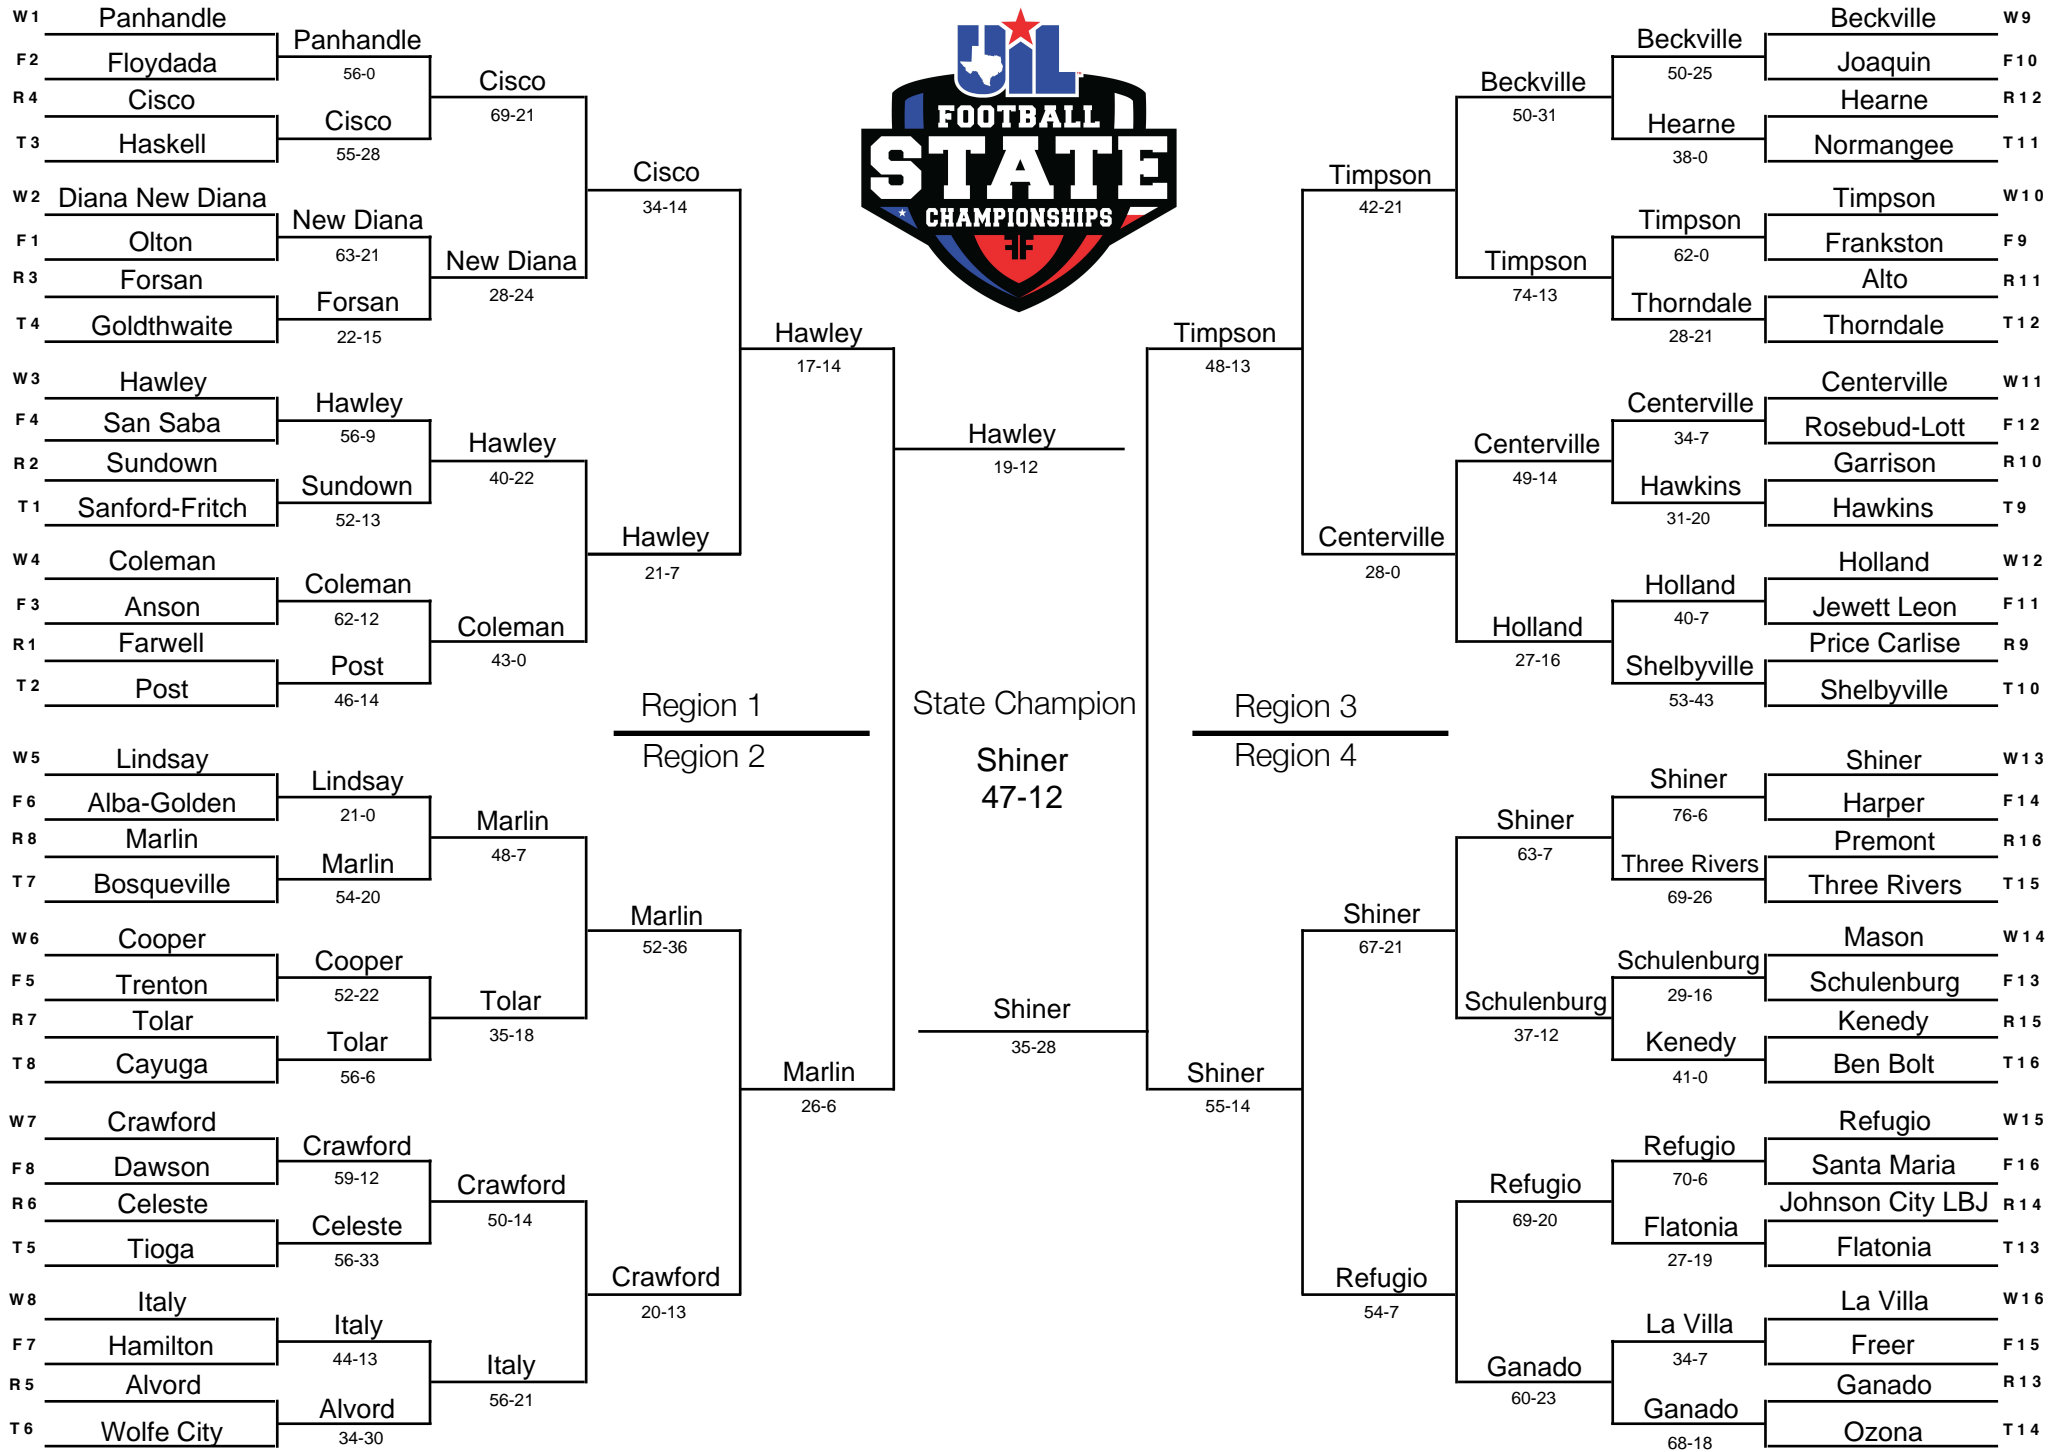 W1 Panhandle
F2 Floydada
R4 Cisco
T3 Haskell
W2 Diana New Diana
F1 Olton
R3 Forsan
T4 Goldthwaite
W3 Hawley
F4 San Saba
R2 Sundown
T1 Sanford-Fritch
W4 Coleman
F3 Anson
R1 Farwell
T2 Post
W5 Lindsay
F6 Alba-Golden
R8 Marlin
T7 Bosqueville
W6 Cooper
F5 Trenton
R7 Tolar
T8 Cayuga
W7 Crawford
F8 Dawson
R6 Celeste
T5 Tioga
W8 Italy
F7 Hamilton
R5 Alvord
T6 Wolfe City
Panhandle
56-0
Cisco
55-28
New Diana
63-21
Forsan
22-15
Hawley
56-9
Sundown
52-13
Coleman
62-12
Post
46-14
Lindsay
21-0
Marlin
54-20
Cooper
52-22
Tolar
56-6
Crawford
59-12
Celeste
56-33
Italy
44-13
Alvord
34-30
Cisco
69-21
New Diana
28-24
Hawley
40-22
Coleman
43-0
Marlin
48-7
Tolar
35-18
Crawford
50-14
Italy
56-21
Cisco
34-14
Hawley
21-7
Marlin
52-36
Crawford
20-13
Hawley
17-14
Marlin
26-6
Region 1
Region 2
UIL
FOOTBALL
STATE
CHAMPIONSHIPS
Hawley
19-12
State Champion
Shiner
47-12
Shiner
35-28
Region 3
Region 4
Timpson
48-13
Shiner
55-14
Timpson
42-21
Centerville
28-0
Shiner
67-21
Refugio
54-7
Beckville
50-31
Timpson
74-13
Centerville
49-14
Holland
27-16
Shiner
63-7
Schulenburg
37-12
Refugio
69-20
Ganado
60-23
Beckville
50-25
Hearne
38-0
Timpson
62-0
Thorndale
28-21
Centerville
34-7
Hawkins
31-20
Holland
40-7
Shelbyville
53-43
Shiner
76-6
Three Rivers
69-26
Schulenburg
29-16
Kenedy
41-0
Refugio
70-6
Flatonia
27-19
La Villa
34-7
Ganado
68-18
Beckville W9
Joaquin F10
Hearne R12
Normangee T11
Timpson W10
Frankston F9
Alto R11
Thorndale T12
Centerville W11
Rosebud-Lott F12
Garrison R10
Hawkins T9
Holland W12
Jewett Leon F11
Price Carlise R9
Shelbyville T10
Shiner W13
Harper F14
Premont R16
Three Rivers T15
Mason W14
Schulenburg F13
Kenedy R15
Ben Bolt T16
Refugio W15
Santa Maria F16
Johnson City LBJ R14
Flatonia T13
La Villa W16
Freer F15
Ganado R13
Ozona T14